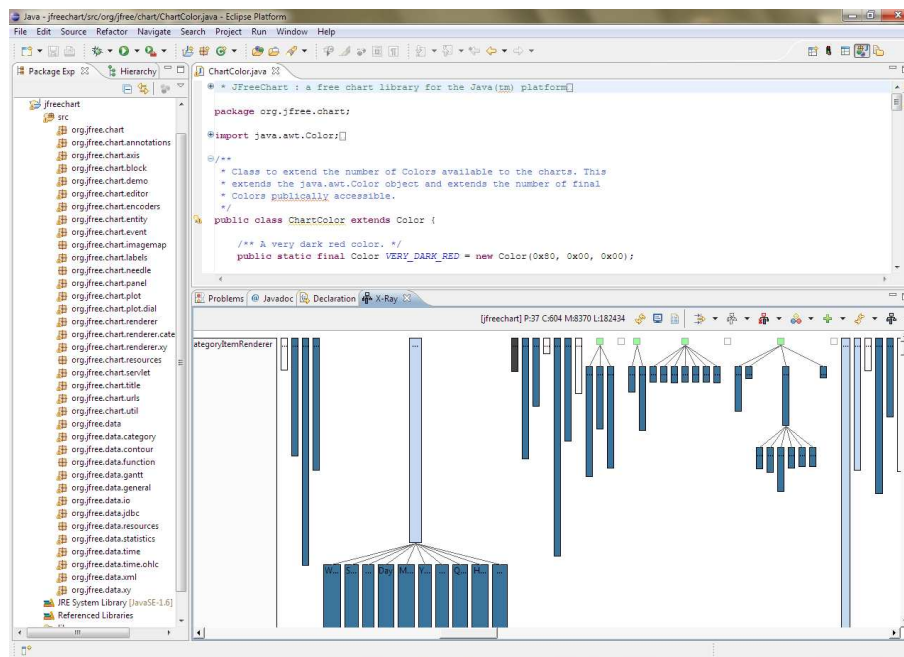 Java - jfreechart/src/org/jfree/chart/ChartColor.java - Eclipse Platform
File Edit Source Refactor Navigate Search Project Run Window Help
Package Exp Hierarchy
jfreechart
src
org.jfree.chart
org.jfree.chart.annotations
org.jfree.chart.axis
org.jfree.chart.block
org.jfree.chart.demo
org.jfree.chart.editor
org.jfree.chart.encoders
org.jfree.chart.entity
org.jfree.chart.event
org.jfree.chart.imagemap
org.jfree.chart.labels
org.jfree.chart.needle
org.jfree.chart.panel
org.jfree.chart.plot
org.jfree.chart.plot.dial
org.jfree.chart.renderer
org.jfree.chart.renderer.cate
org.jfree.chart.renderer.xy
org.jfree.chart.resources
org.jfree.chart.servlet
org.jfree.chart.title
org.jfree.chart.urls
org.jfree.chart.util
org.jfree.data
org.jfree.data.category
org.jfree.data.contour
org.jfree.data.function
org.jfree.data.gantt
org.jfree.data.general
org.jfree.data.io
org.jfree.data.jdbc
org.jfree.data.resources
org.jfree.data.statistics
org.jfree.data.time
org.jfree.data.time.ohlc
org.jfree.data.xml
org.jfree.data.xy
JRE System Library [JavaSE-1.6]
Referenced Libraries
ChartColor.java
* JFreeChart : a free chart library for the Java(tm) platform
package org.jfree.chart;
import java.awt.Color;
/**
* Class to extend the number of Colors available to the charts. This
* extends the java.awt.Color object and extends the number of final
* Colors publically accessible.
*/
public class ChartColor extends Color {
/** A very dark red color. */
public static final Color VERY_DARK_RED = new Color(0x80, 0x00, 0x00);
Problems Javadoc Declaration X-Ray
[jfreechart] P:37 C:604 M:8370 L:182434
ategoryItemRenderer
W... S... ... Day M... Y... ... Q... H... ...